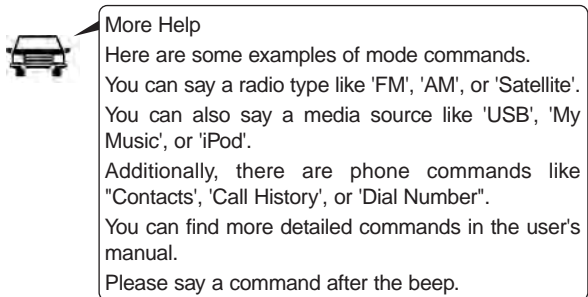 More Help
Here are some examples of mode commands.
You can say a radio type like 'FM', 'AM', or 'Satellite'.
You can also say a media source like 'USB', 'My
Music', or 'iPod'.
Additionally, there are phone commands like
"Contacts', 'Call History', or 'Dial Number".
You can find more detailed commands in the user's
manual.
Please say a command after the beep.